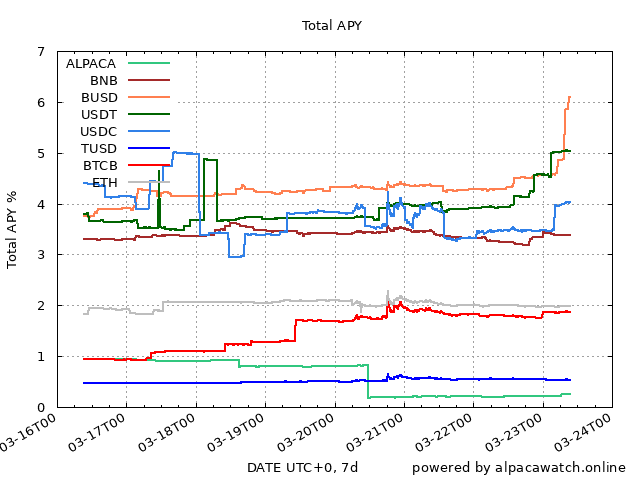 Total APY
7
6
5
4
3
2
1
0
Total APY %
ALPACA
BNB
BUSD
USDT
USDC
TUSD
BTCB
ETH
03-16T00
03-17T00
03-18T00
03-19T00
03-20T00
03-21T00
03-22T00
03-23T00
03-24T00
DATE UTC+0, 7d
powered by alpacawatch.online